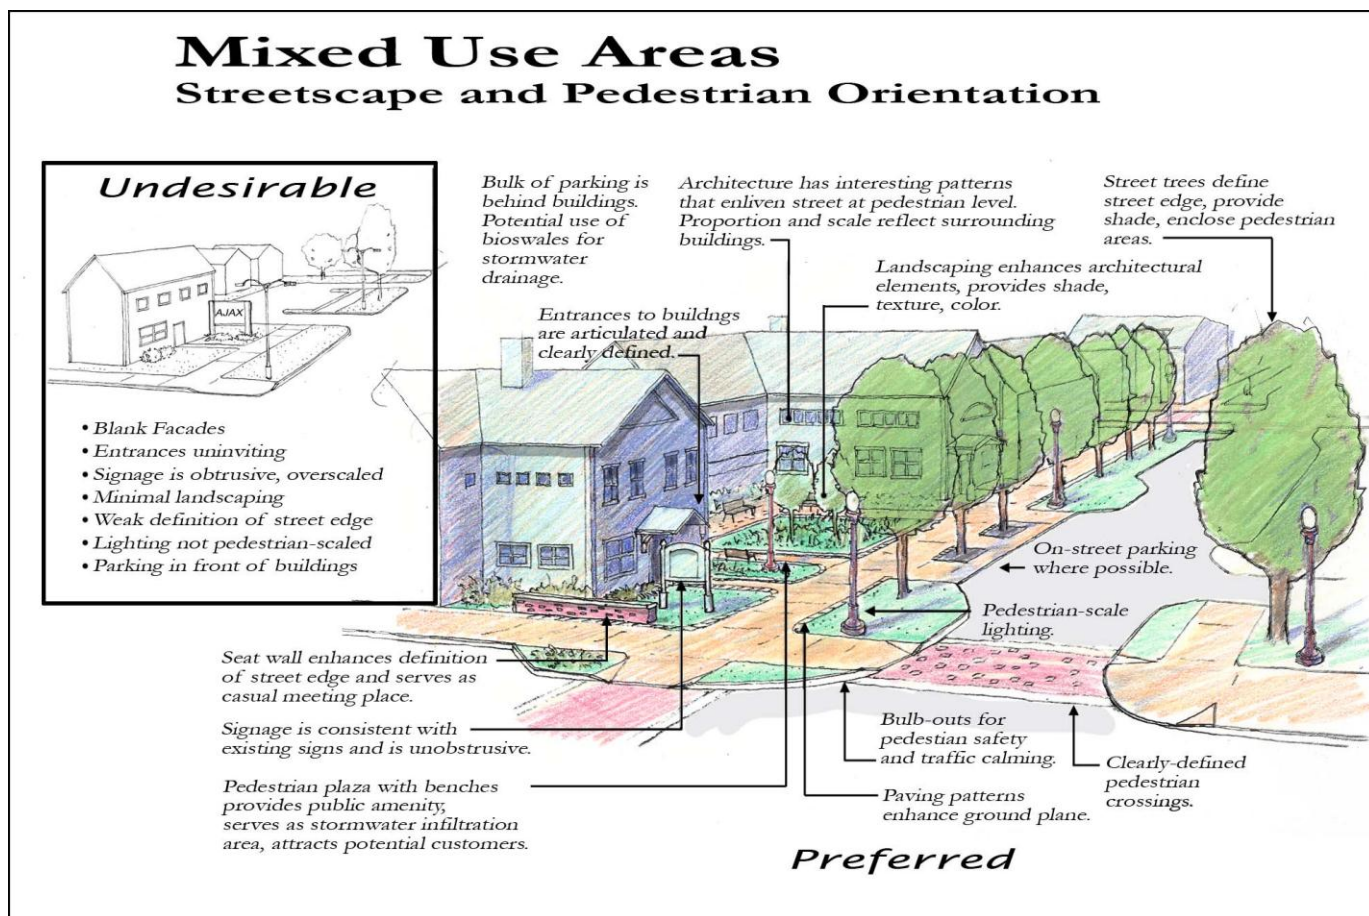 Mixed Use Areas
Streetscape and Pedestrian Orientation
Undesirable
AJAX
• Blank Facades
• Entrances uninviting
• Signage is obtrusive, overscaled
• Minimal landscaping
• Weak definition of street edge
• Lighting not pedestrian-scaled
• Parking in front of buildings
Bulk of parking is
behind buildings.
Potential use of
bioswales for
stormwater
drainage.
Architecture has interesting patterns
that enliven street at pedestrian level.
Proportion and scale reflect surrounding
buildings.
Street trees define
street edge, provide
shade, enclose pedestrian
areas.
Landscaping enhances architectural
elements, provides shade,
texture, color.
Entrances to buildngs
are articulated and
clearly defined.
On-street parking
where possible.
Pedestrian-scale
lighting.
Seat wall enhances definition
of street edge and serves as
casual meeting place.
Signage is consistent with
existing signs and is unobstrusive.
Pedestrian plaza with benches
provides public amenity,
serves as stormwater infiltration
area, attracts potential customers.
Bulb-outs for
pedestian safety
and traffic calming.
Paving patterns
enhance ground plane.
Clearly-defined
pedestrian
crossings.
Preferred